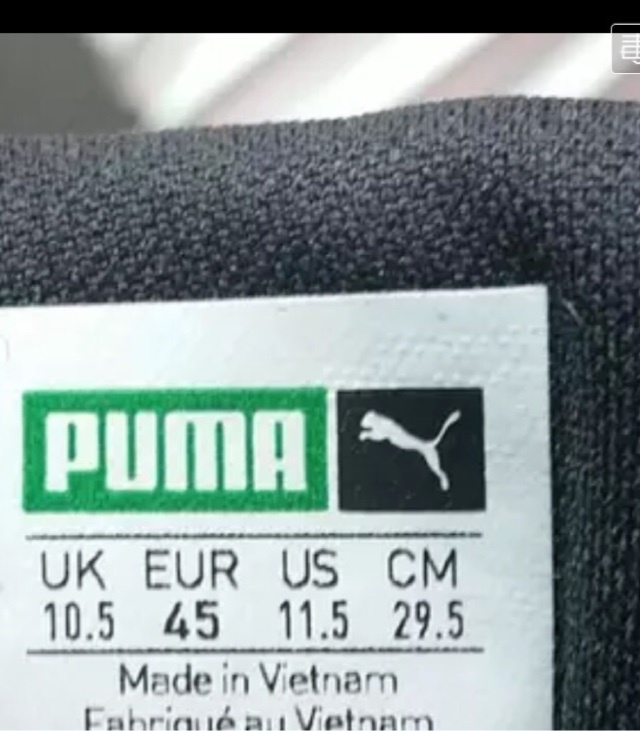 PUMA
UK EUR US CM
10.5 45 11.5 29.5
Made in Vietnam
Fabriqué au Vietnam